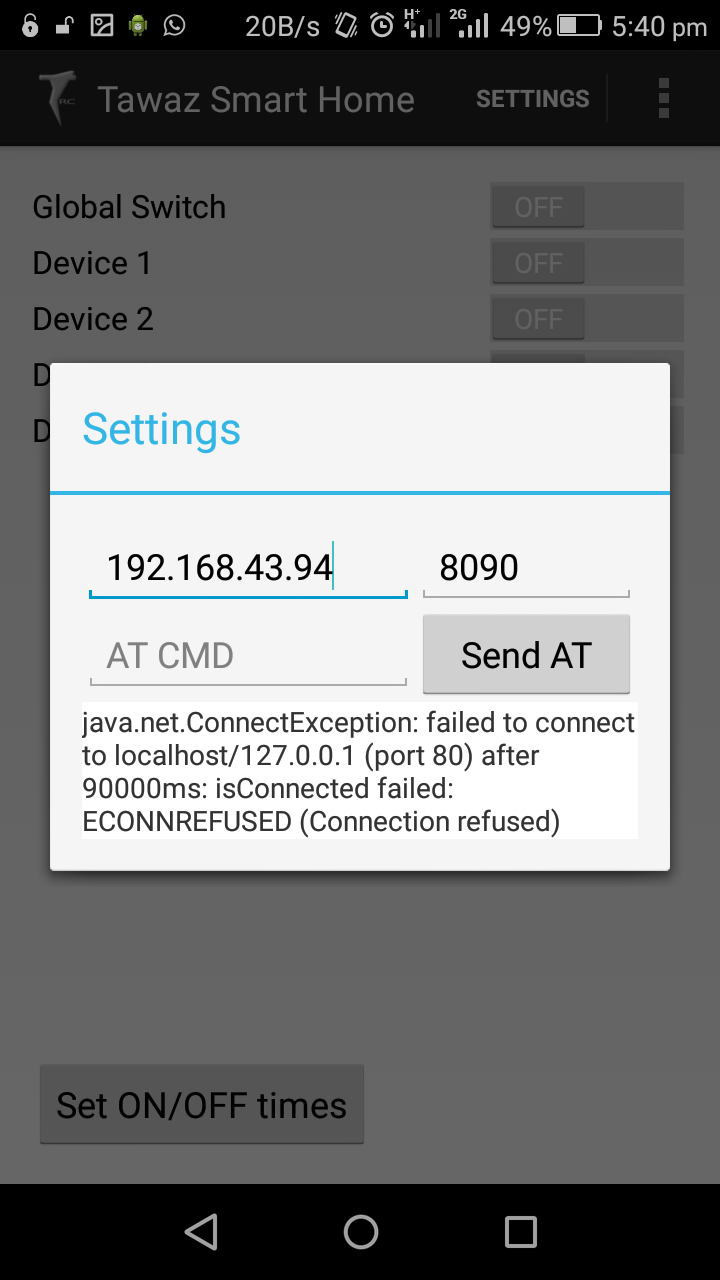 20B/s H+ 2G 49% 5:40 pm
RC Tawaz Smart Home SETTINGS
Global Switch OFF
Device 1 OFF
Device 2 OFF
D
D
Settings
192.168.43.94 8090
AT CMD Send AT
java.net.ConnectException: failed to connect
to localhost/127.0.0.1 (port 80) after
90000ms: isConnected failed:
ECONNREFUSED (Connection refused)
Set ON/OFF times